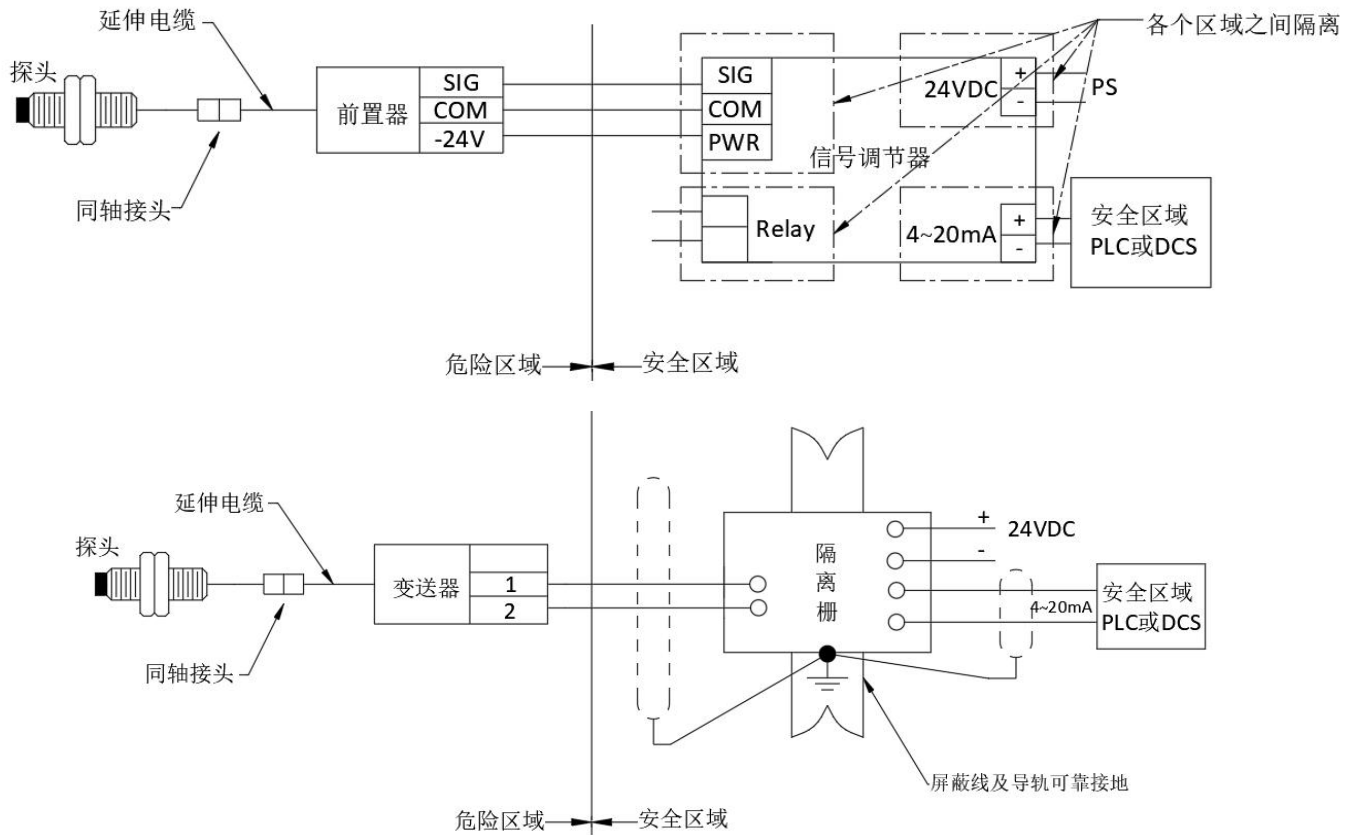 延伸电缆
各个区域之间隔离
探头
前置器
SIG
COM
-24V
SIG
COM
PWR
24VDC
+
-
PS
信号调节器
同轴接头
Relay
4~20mA
+
-
安全区域
PLC或DCS
危险区域
安全区域
延伸电缆
探头
变送器
1
2
隔
离
栅
+
24VDC
-
4~20mA
安全区域
PLC或DCS
同轴接头
屏蔽线及导轨可靠接地
危险区域
安全区域